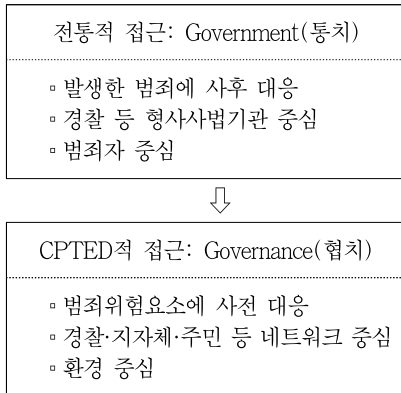 전통적 접근: Government(통치)
▫ 발생한 범죄에 사후 대응
▫ 경찰 등 형사사법기관 중심
▫ 범죄자 중심
⇩
CPTED적 접근: Governance(협치)
▫ 범죄위험요소에 사전 대응
▫ 경찰·지자체·주민 등 네트워크 중심
▫ 환경 중심